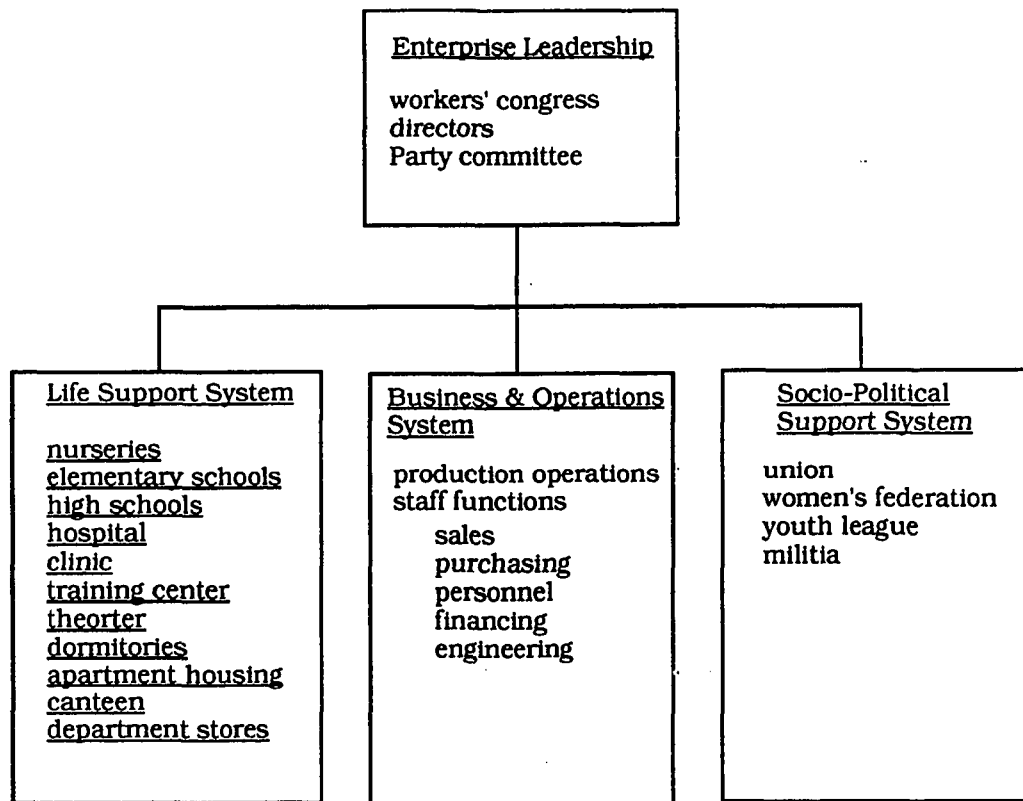 Enterprise Leadership
workers' congress
directors
Party committee
Life Support System
nurseries
elementary schools
high schools
hospital
clinic
training center
theorter
dormitories
apartment housing
canteen
department stores
Business & Operations
System
production operations
staff functions
sales
purchasing
personnel
financing
engineering
Socio-Political
Support System
union
women's federation
youth league
militia